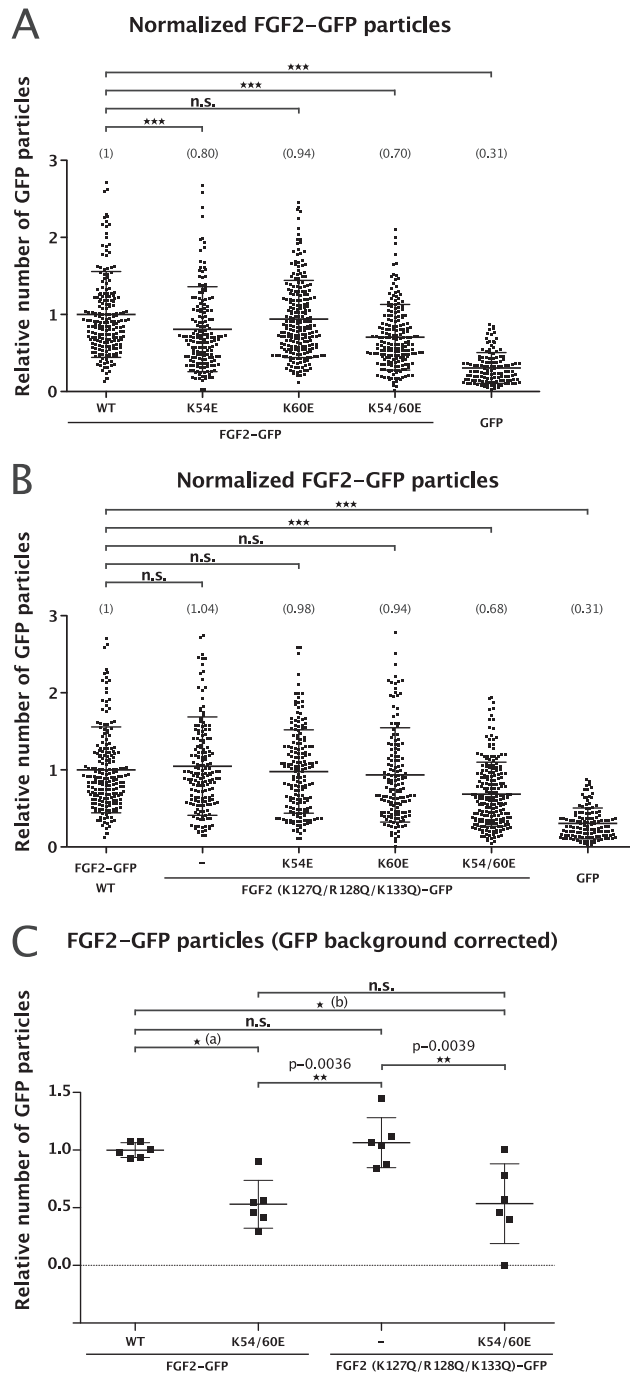 A
Normalized FGF2-GFP particles
★★★
★★★
n.s.
★★★
(1) (0.80) (0.94) (0.70) (0.31)
Relative number of GFP particles
3
2
1
0
WT K54E K60E K54/60E GFP
FGF2-GFP
B
Normalized FGF2-GFP particles
★★★
★★★
n.s.
n.s.
n.s.
(1) (1.04) (0.98) (0.94) (0.68) (0.31)
Relative number of GFP particles
3
2
1
0
FGF2-GFP WT - K54E K60E K54/60E GFP
FGF2 (K127Q/R128Q/K133Q)-GFP
C
FGF2-GFP particles (GFP background corrected)
n.s.
★ (b)
n.s.
★ (a)
p-0.0036 ★★
p-0.0039 ★★
Relative number of GFP particles
1.5
1.0
0.5
0.0
WT K54/60E - K54/60E
FGF2-GFP FGF2 (K127Q/R128Q/K133Q)-GFP